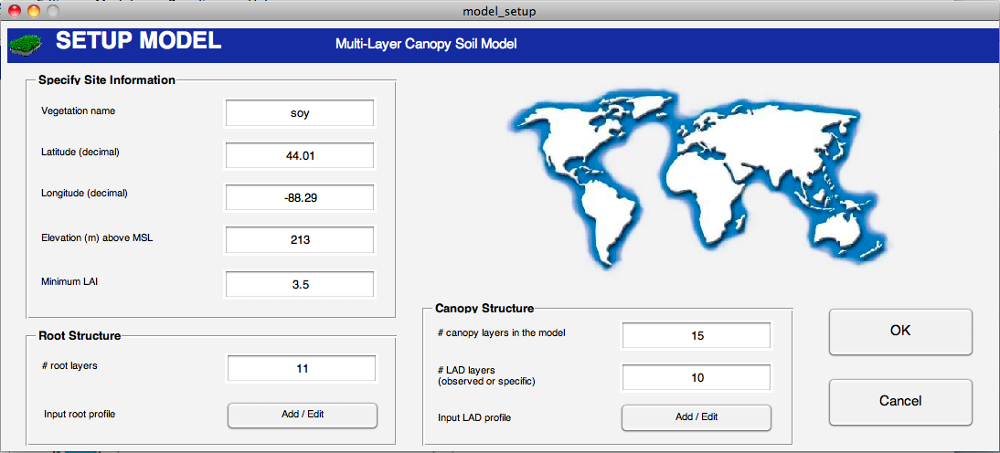 model_setup
SETUP MODEL
Multi-Layer Canopy Soil Model
Specify Site Information
Vegetation name
soy
Latitude (decimal)
44.01
Longitude (decimal)
-88.29
Elevation (m) above MSL
213
Minimum LAI
3.5
Root Structure
# root layers
11
Input root profile
Add / Edit
Canopy Structure
# canopy layers in the model
15
# LAD layers
(observed or specific)
10
Input LAD profile
Add / Edit
OK
Cancel